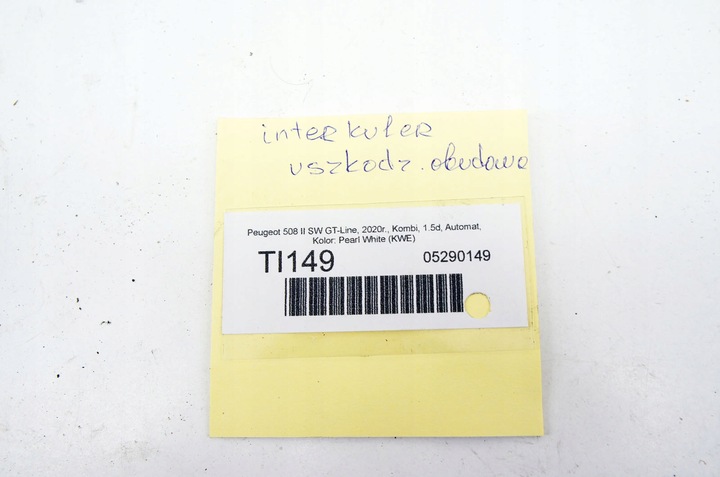 interkuler
uszkodz. obudowa
Peugeot 508 II SW GT-Line, 2020r., Kombi, 1.5d, Automat,
Kolor: Pearl White (KWE)
TI149 05290149